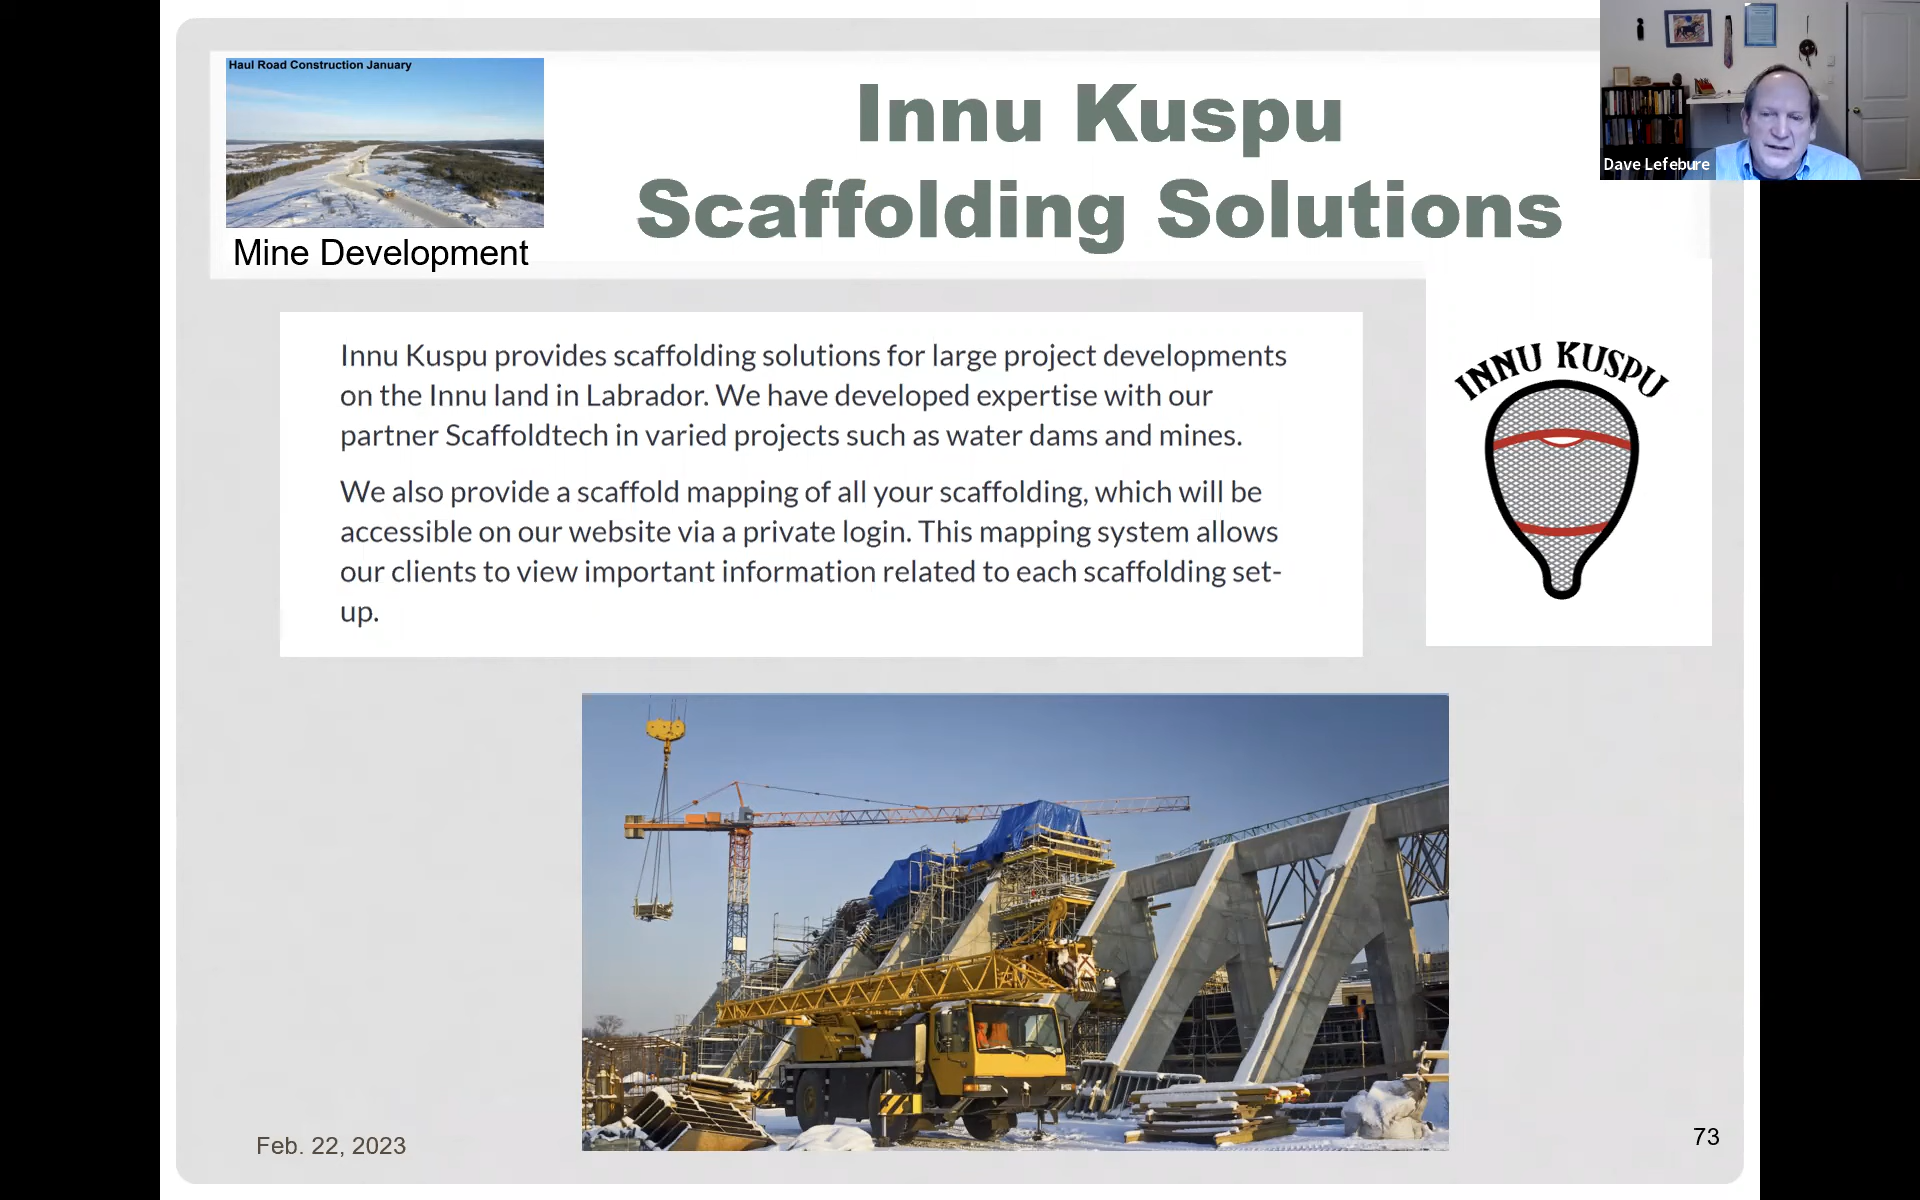 Haul Road Construction January
Mine Development
Innu Kuspu
Scaffolding Solutions
Dave Lefebure
Innu Kuspu provides scaffolding solutions for large project developments
on the Innu land in Labrador. We have developed expertise with our
partner Scaffoldtech in varied projects such as water dams and mines.
We also provide a scaffold mapping of all your scaffolding, which will be
accessible on our website via a private login. This mapping system allows
our clients to view important information related to each scaffolding set-
up.
INNU KUSPU
Feb. 22, 2023
73